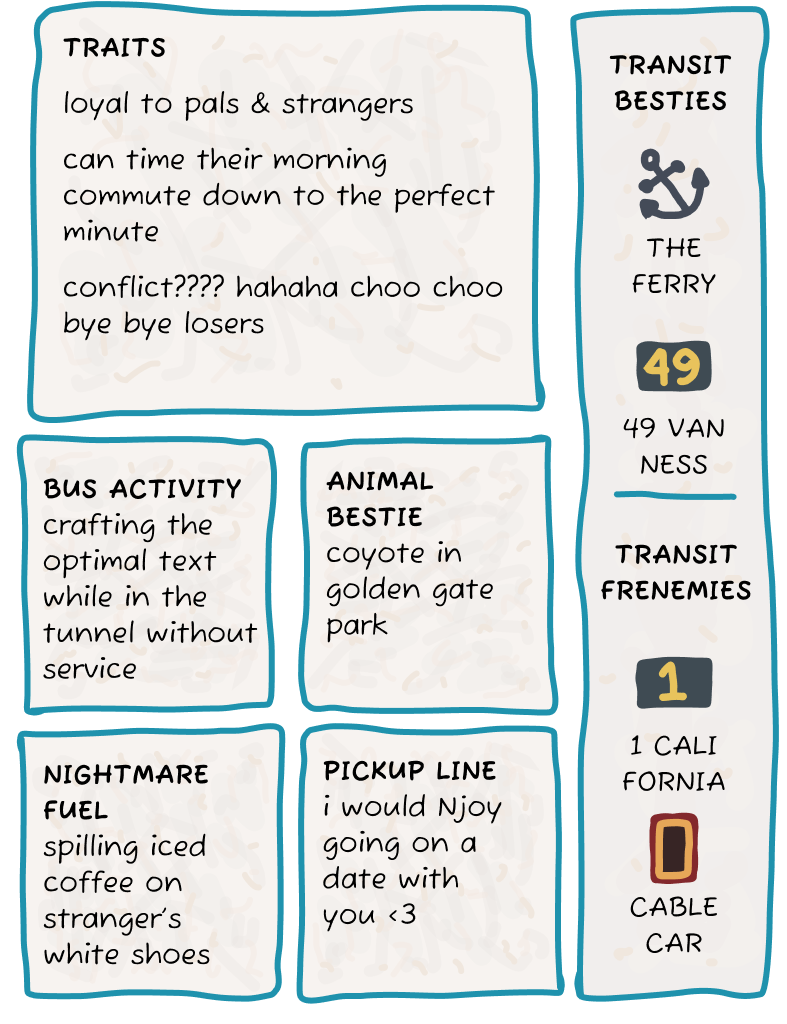 TRAITS
loyal to pals & strangers
can time their morning
commute down to the perfect
minute
conflict???? hahaha choo choo
bye bye losers
BUS ACTIVITY
crafting the
optimal text
while in the
tunnel without
service
ANIMAL
BESTIE
coyote in
golden gate
park
NIGHTMARE
FUEL
spilling iced
coffee on
stranger's
white shoes
PICKUP LINE
i would Njoy
going on a
date with
you <3
TRANSIT
BESTIES
THE
FERRY
49
49 VAN
NESS
TRANSIT
FRENEMIES
1
1 CALI
FORNIA
CABLE
CAR